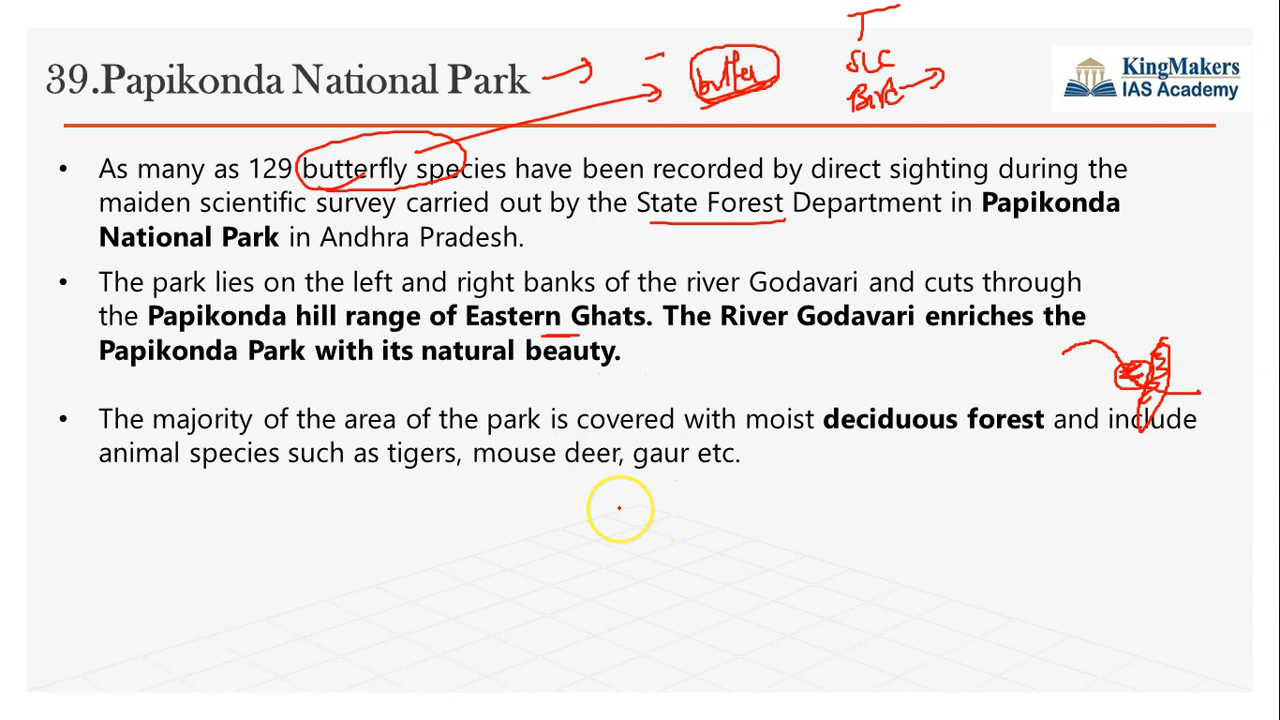 39.Papikonda National Park
butter
T
KingMakers
IAS Academy
• As many as 129 butterfly species have been recorded by direct sighting during the
maiden scientific survey carried out by the State Forest Department in Papikonda
National Park in Andhra Pradesh.
• The park lies on the left and right banks of the river Godavari and cuts through
the Papikonda hill range of Eastern Ghats. The River Godavari enriches the
Papikonda Park with its natural beauty.
• The majority of the area of the park is covered with moist deciduous forest and include
animal species such as tigers, mouse deer, gaur etc.